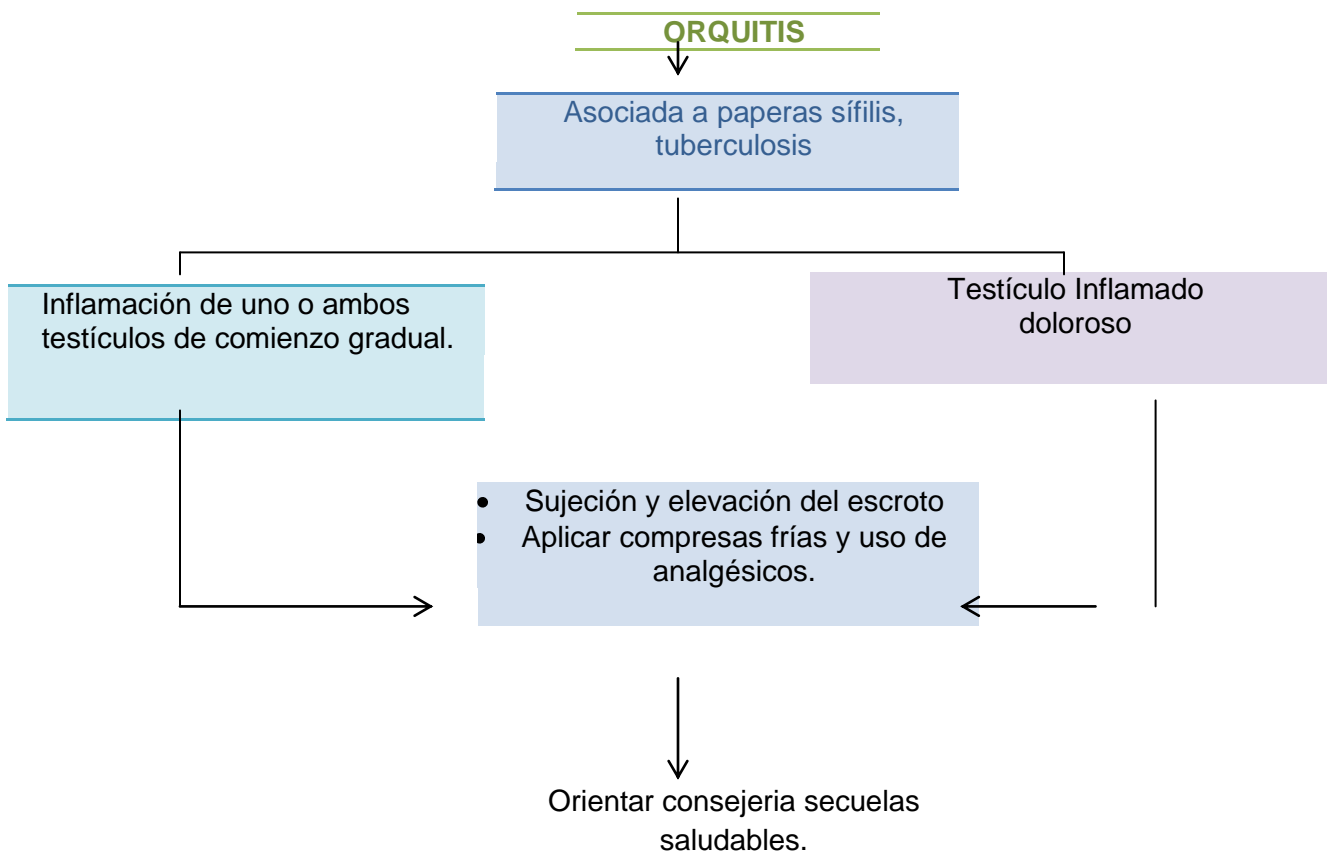 ORQUITIS
Asociada a paperas sífilis,
tuberculosis
Inflamación de uno o ambos
testículos de comienzo gradual.
Testículo Inflamado
doloroso
• Sujeción y elevación del escroto
• Aplicar compresas frías y uso de
analgésicos.
Orientar consejeria secuelas
saludables.